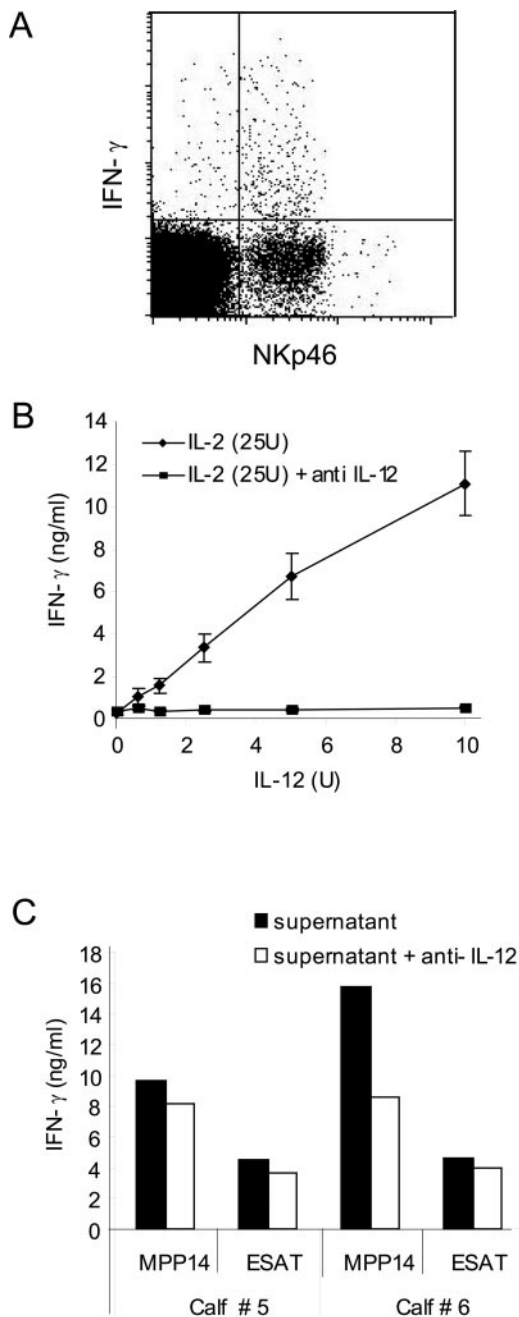 A
IFN- γ
NKp46
B
14
12
10
8
6
4
2
0
IFN- γ (ng/ml)
IL-2 (25U)
IL-2 (25U) + anti IL-12
0 2 4 6 8 10
IL-12 (U)
C
supernatant
supernatant + anti- IL-12
18
16
14
12
10
8
6
4
2
0
IFN- γ (ng/ml)
MPP14 ESAT MPP14 ESAT
Calf # 5 Calf # 6